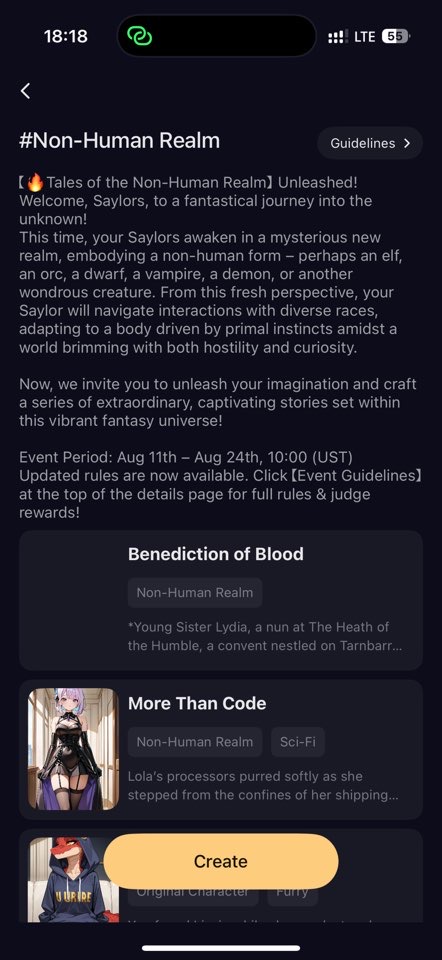 18:18
LTE
55
#Non-Human Realm
Guidelines
【🔥Tales of the Non-Human Realm】 Unleashed!
Welcome, Saylors, to a fantastical journey into the
unknown!
This time, your Saylors awaken in a mysterious new
realm, embodying a non-human form – perhaps an elf,
an orc, a dwarf, a vampire, a demon, or another
wondrous creature. From this fresh perspective, your
Saylor will navigate interactions with diverse races,
adapting to a body driven by primal instincts amidst a
world brimming with both hostility and curiosity.
Now, we invite you to unleash your imagination and craft
a series of extraordinary, captivating stories set within
this vibrant fantasy universe!
Event Period: Aug 11th – Aug 24th, 10:00 (UST)
Updated rules are now available. Click【Event Guidelines】
at the top of the details page for full rules & judge
rewards!
Benediction of Blood
Non-Human Realm
*Young Sister Lydia, a nun at The Heath of
the Humble, a convent nestled on Tarnbarr...
More Than Code
Non-Human Realm
Sci-Fi
Lola's processors purred softly as she
stepped from the confines of her shipping...
Create
Original Character
Furry